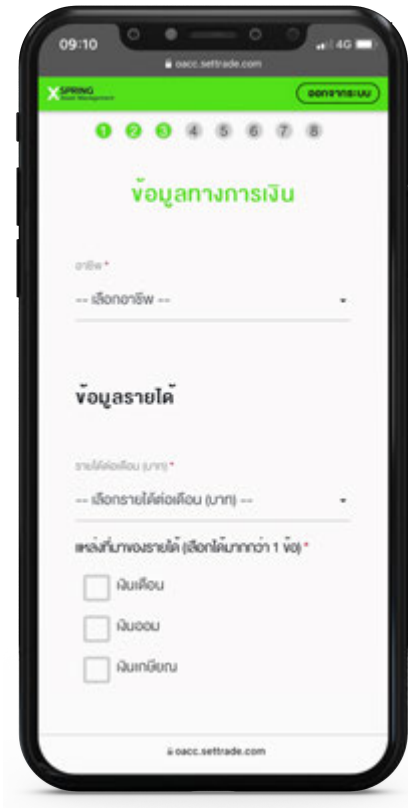 09:10
4G
oacc.settrade.com
XSPRING
Asset Management
ออกจากระบบ
1 2 3 4 5 6 7 8
ข้อมูลทางการเงิน
อาชีพ *
-- เลือกอาชีพ --
ข้อมูลรายได้
รายได้ต่อเดือน (บาท) *
-- เลือกรายได้ต่อเดือน (บาท) --
แหล่งที่มาของรายได้ (เลือกได้มากกว่า 1 ข้อ) *
เงินเดือน
เงินออม
เงินเกษียณ
oacc.settrade.com